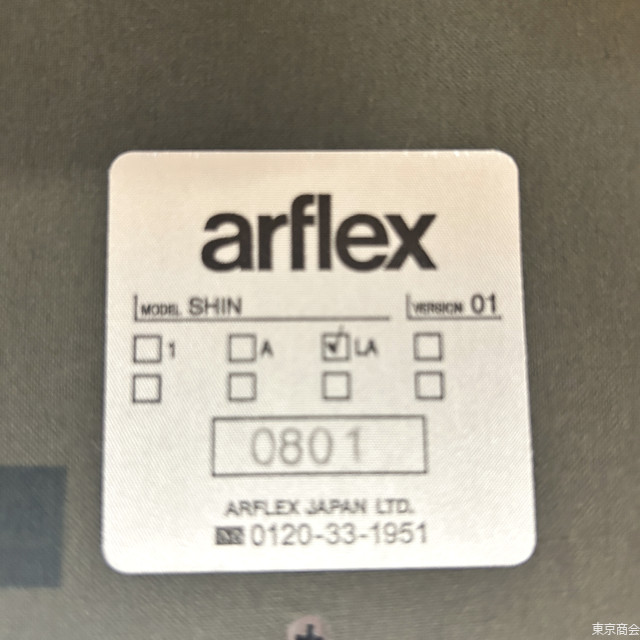 arflex
MODEL SHIN VERSION 01
1 A LA
0801
ARFLEX JAPAN LTD.
0120-33-1951
東京商会